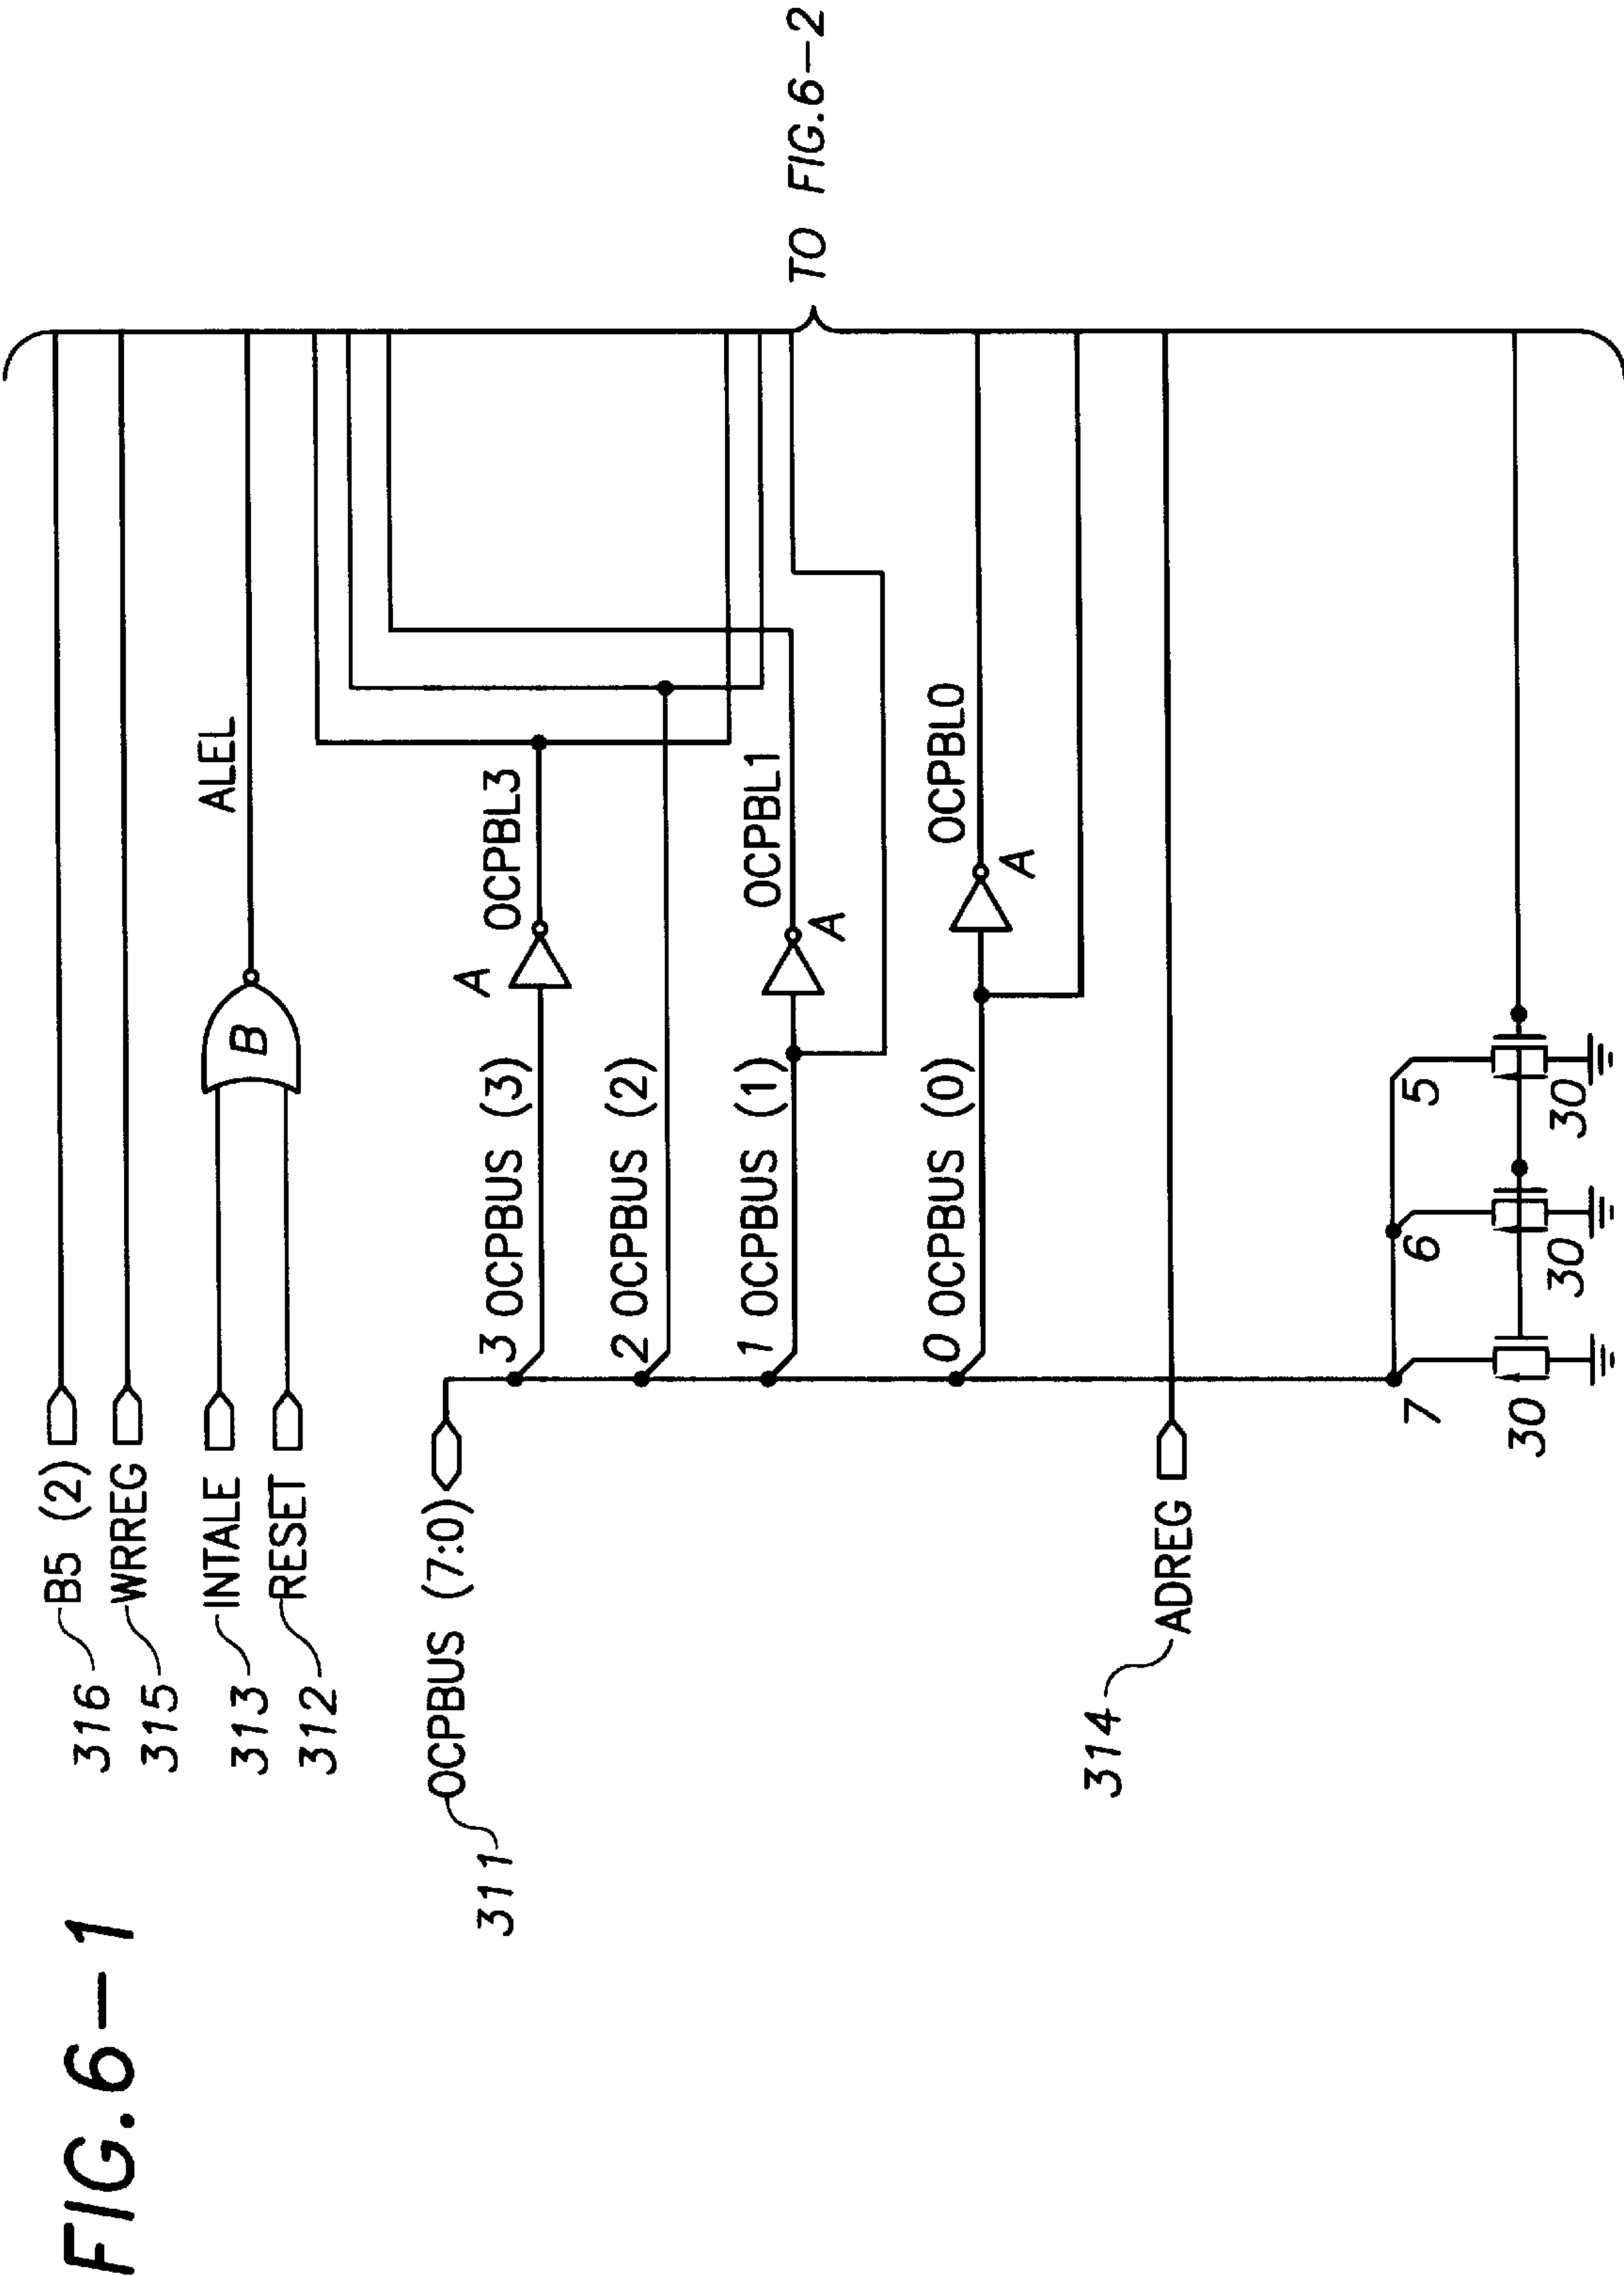 FIG.6-1
316 B5 (2)
315 WRREG
313 INTALE
312 RESET
B
ALEL
311 OCPBUS (7:0)
3 OCPBUS (3)
A
OCPBL3
2 OCPBUS (2)
1 OCPBUS (1)
A
OCPBL1
0 OCPBUS (0)
A
OCPBL0
314 ADREG
7
6
5
30
30
30
TO FIG.6-2